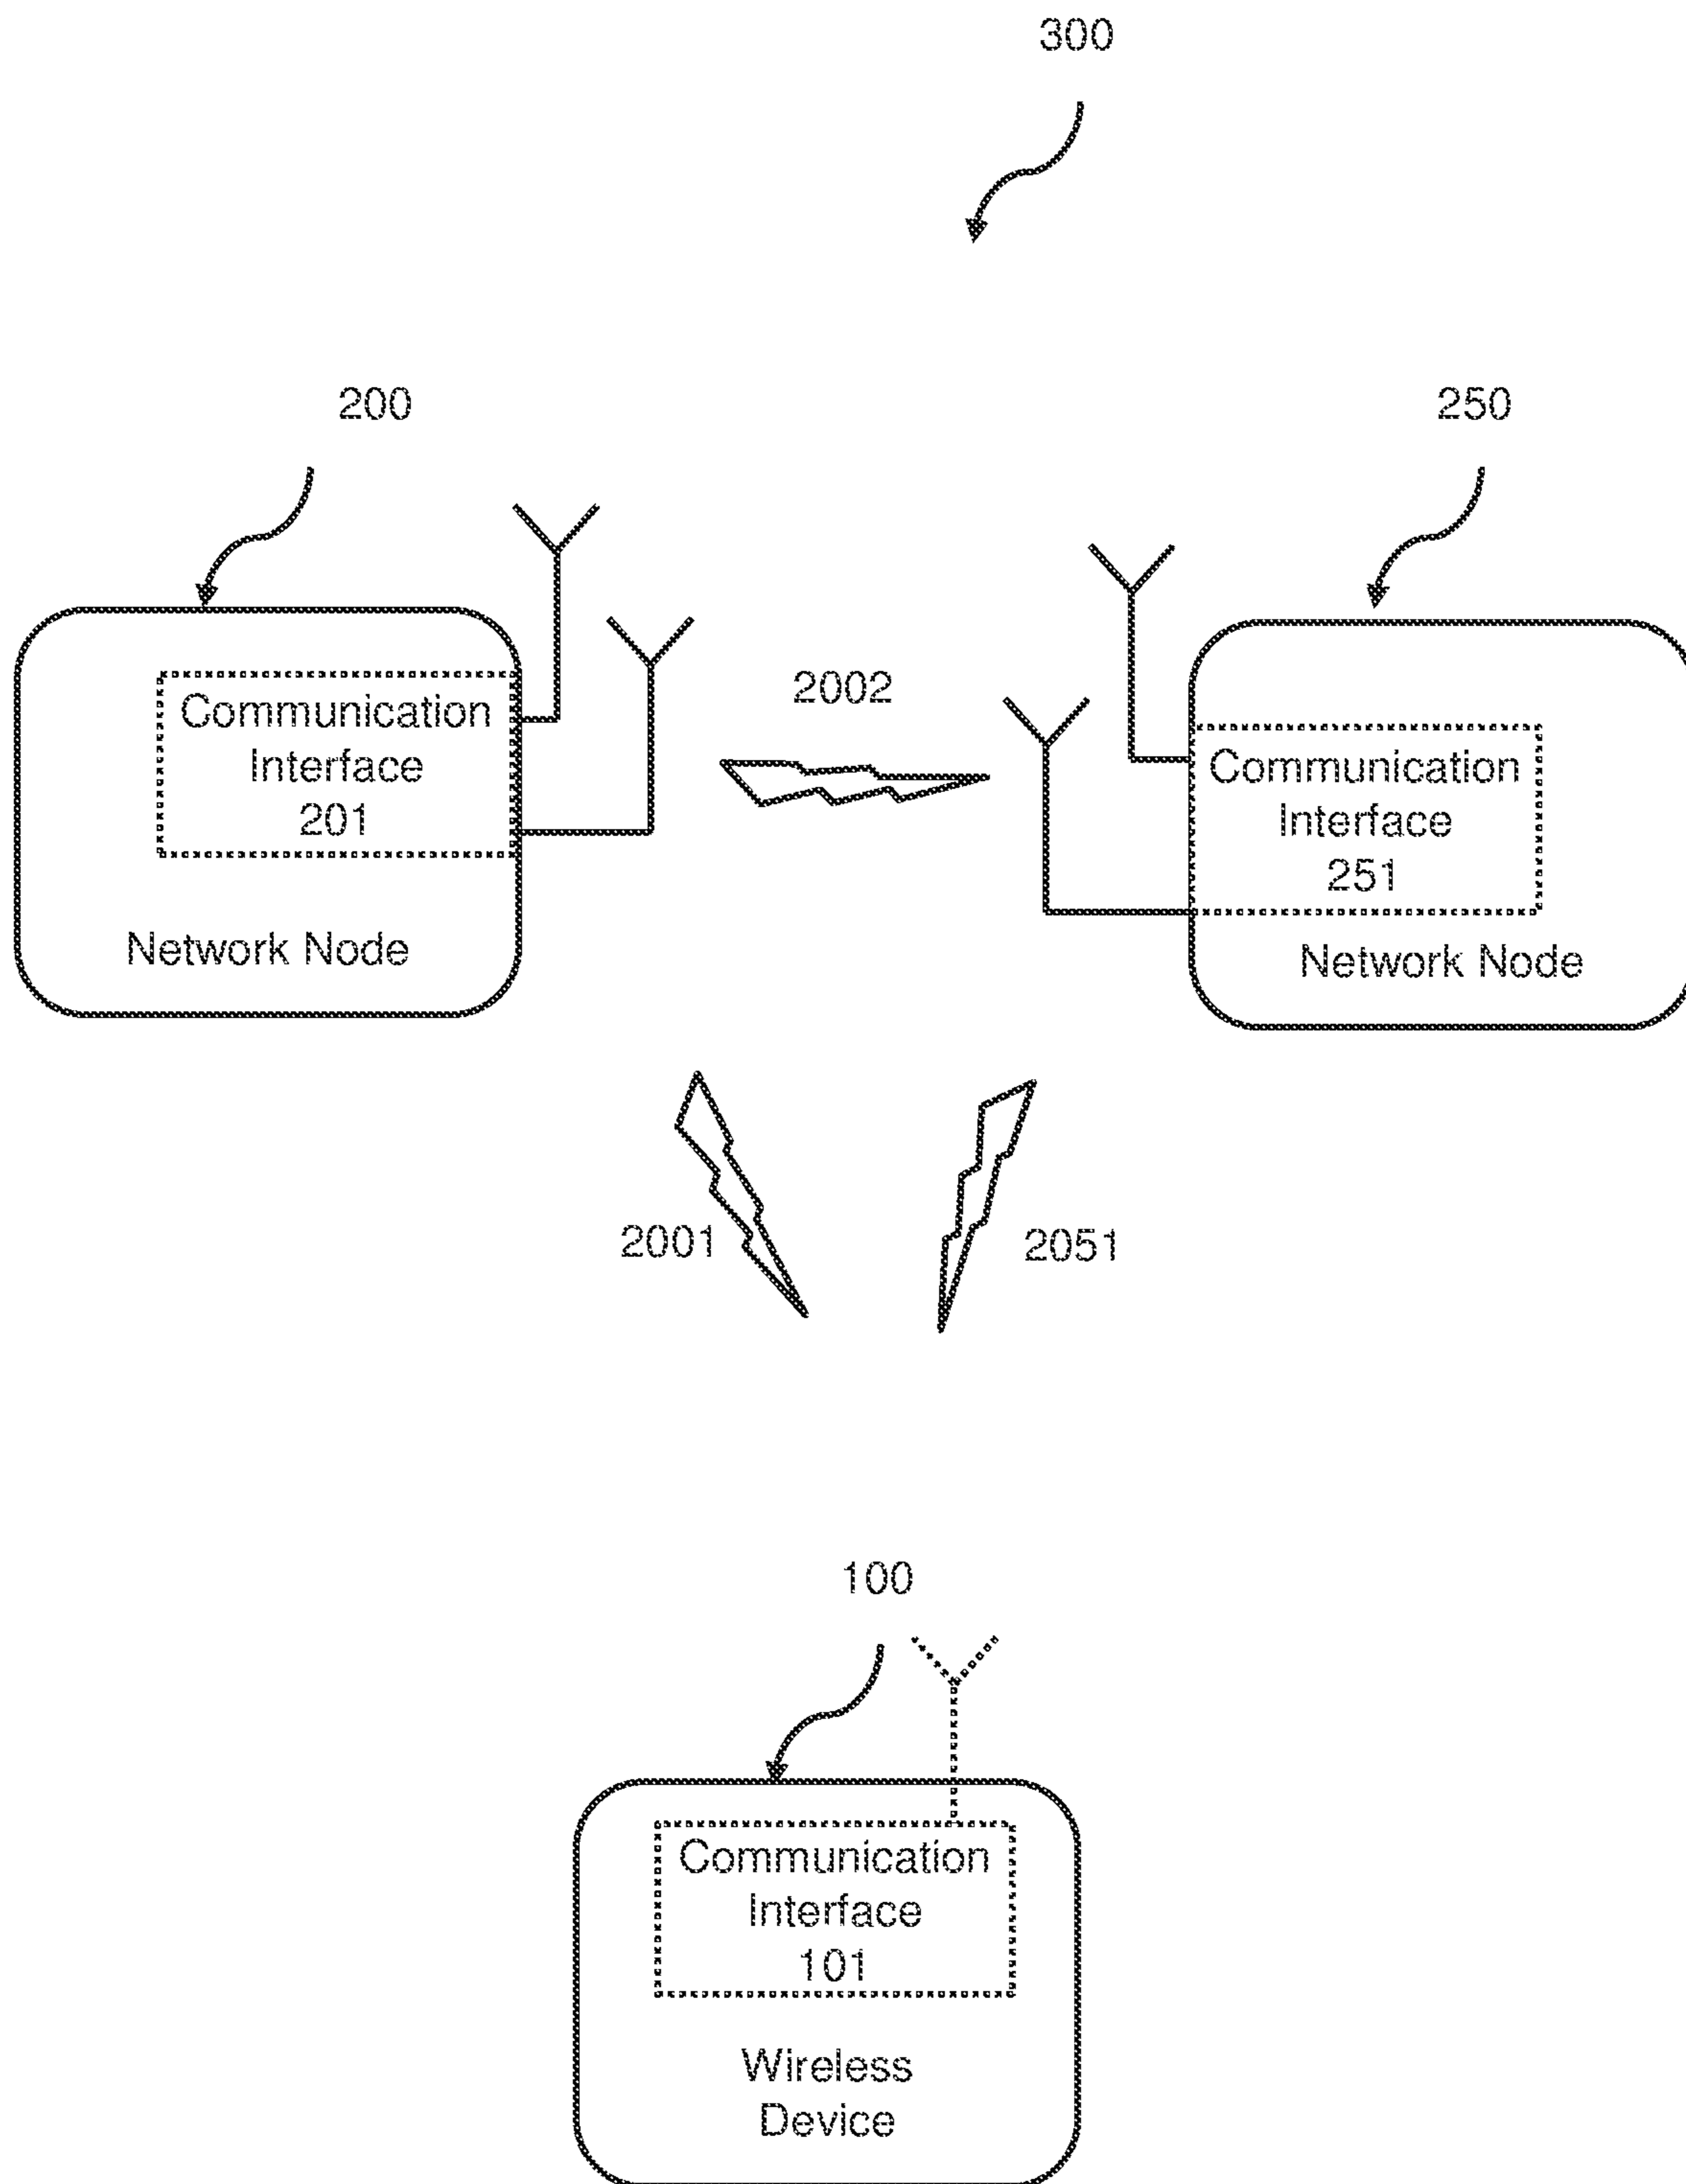 300
200
250
Communication
Interface
201
Network Node
2002
Communication
Interface
251
Network Node
2001
2051
100
Communication
Interface
101
Wireless
Device